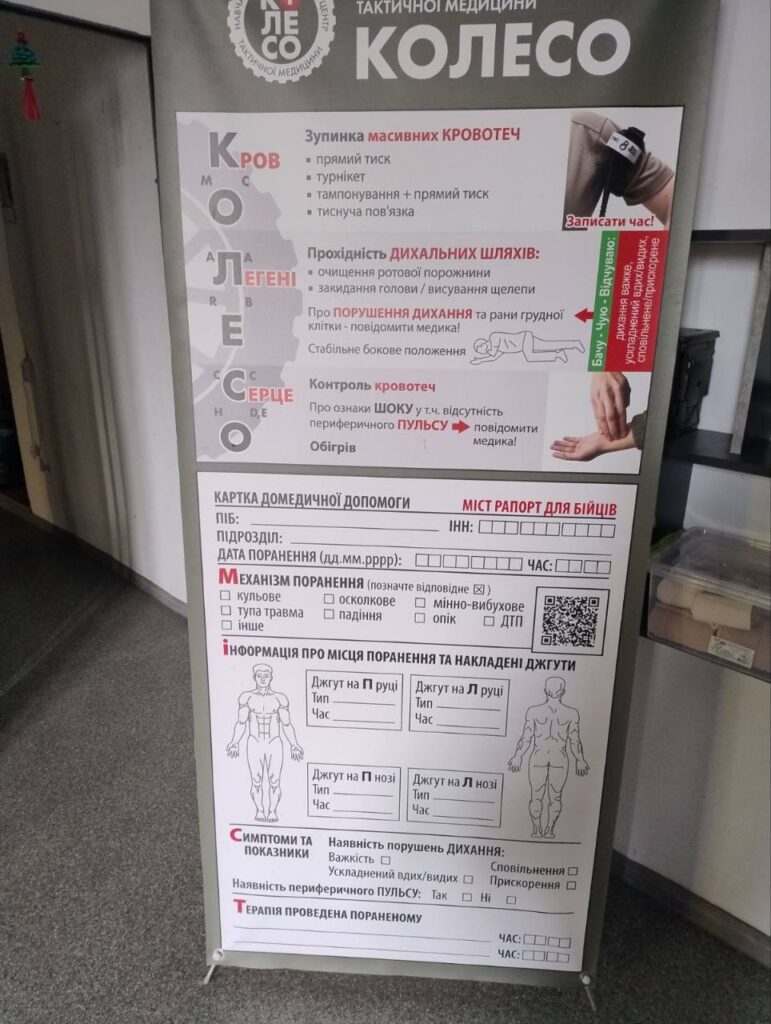 ТАКТИЧНОЇ МЕДИЦИНИ
КОЛЕСО
ЛЕ
СО
ТАКТИЧНОЇ МЕДИЦИНИ
КРОВ
М С
О
А А
ЛЕГЕНІ
R B
Е
C C
СЕРЦЕ
H D,E
О
Зупинка масивних КРОВОТЕЧ
▪ прямий тиск
▪ турнікет
▪ тампонування + прямий тиск
▪ тиснуча пов'язка
Записати час!
Прохідність ДИХАЛЬНИХ ШЛЯХІВ:
▪ очищення ротової порожнини
▪ закидання голови / висування щелепи
Про ПОРУШЕННЯ ДИХАННЯ та рани грудної
клітки - повідомити медика!
Стабільне бокове положення
Бачу - Чую - Відчуваю:
дихання важке,
ускладнений вдих/видих,
сповільнене/прискорене
Контроль кровотеч
Про ознаки ШОКУ у т.ч. відсутність
периферичного ПУЛЬСУ повідомити
медика!
Обігрів
КАРТКА ДОМЕДИЧНОЇ ДОПОМОГИ МІСТ РАПОРТ ДЛЯ БІЙЦІВ
ПІБ: ІНН:
ПІДРОЗДІЛ:
ДАТА ПОРАНЕННЯ (дд.мм.рррр): ЧАС:
МЕХАНІЗМ ПОРАНЕННЯ (позначте відповідне ☒)
☐ кульове ☐ осколкове ☐ мінно-вибухове
☐ тупа травма ☐ падіння ☐ опік ☐ ДТП
☐ інше
ІНФОРМАЦІЯ ПРО МІСЦЯ ПОРАНЕННЯ ТА НАКЛАДЕНІ ДЖГУТИ
Джгут на П руці
Тип
Час
Джгут на Л руці
Тип
Час
Джгут на П нозі
Тип
Час
Джгут на Л нозі
Тип
Час
СИМПТОМИ ТА
ПОКАЗНИКИ
Наявність порушень ДИХАННЯ:
Важкість ☐ Сповільнення ☐
Ускладнений вдих/видих ☐ Прискорення ☐
Наявність периферичного ПУЛЬСУ: Так ☐ Ні ☐
ТЕРАПІЯ ПРОВЕДЕНА ПОРАНЕНОМУ
ЧАС:
ЧАС: